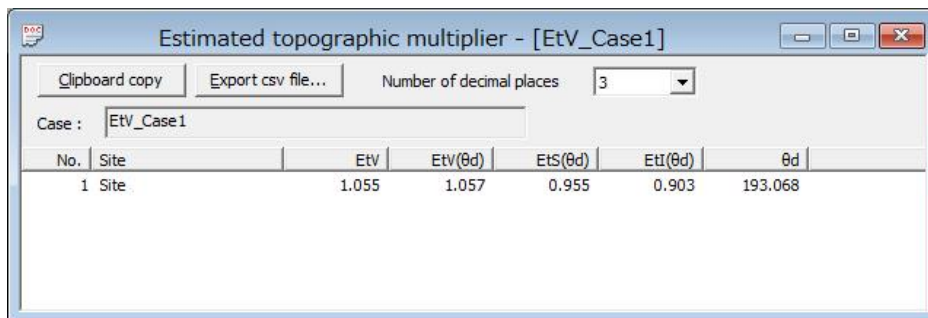 DOC
Estimated topographic multiplier - [EtV_Case1]
Clipboard copy Export csv file... Number of decimal places 3
Case : EtV_Case1
No. Site EtV EtV(θd) EtS(θd) EtI(θd) θd
1 Site 1.055 1.057 0.955 0.903 193.068